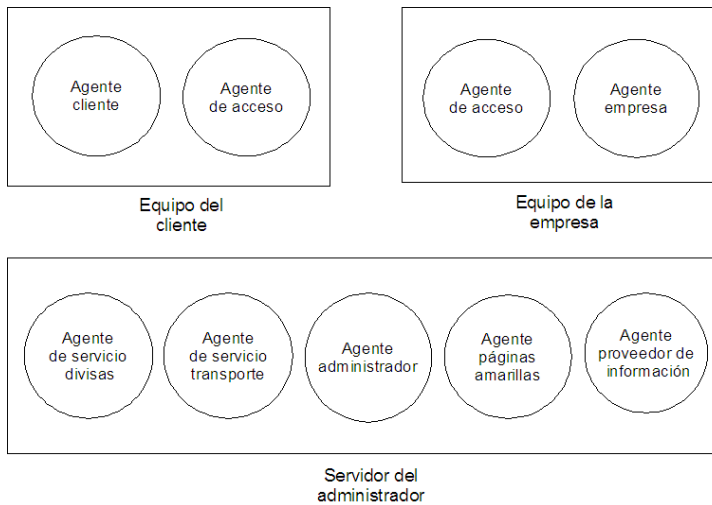 Agente
cliente
Agente
de acceso
Agente
de acceso
Agente
empresa
Equipo del
cliente
Equipo de la
empresa
Agente
de servicio
divisas
Agente
de servicio
transporte
Agente
administrador
Agente
páginas
amarillas
Agente
proveedor de
información
Servidor del
administrador